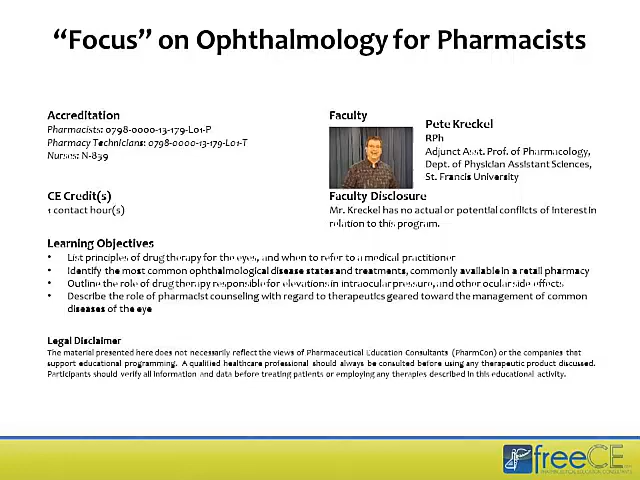 “Focus” on Ophthalmology for Pharmacists
Accreditation
Pharmacists: 0798-0000-13-179-L01-P
Pharmacy Technicians: 0798-0000-13-179-L01-T
Nurses: N-839
CE Credit(s)
1 contact hour(s)
Faculty
Pete Kreckel
RPh
Adjunct Asst. Prof. of Pharmacology,
Dept. of Physician Assistant Sciences,
St. Francis University
Faculty Disclosure
Mr. Kreckel has no actual or potential conflicts of interest in
relation to this program.
Learning Objectives
• List principles of drug therapy for the eyes, and when to refer to a medical practitioner
• Identify the most common ophthalmological disease states and treatments, commonly available in a retail pharmacy
• Outline the role of drug therapy responsible for elevations in intraocular pressure, and other ocular side effects
• Describe the role of pharmacist counseling with regard to therapeutics geared toward the management of common
diseases of the eye
Legal Disclaimer
The material presented here does not necessarily reflect the views of Pharmaceutical Education Consultants (PharmCon) or the companies that
support educational programming. A qualified healthcare professional should always be consulted before using any therapeutic product discussed.
Participants should verify all information and data before treating patients or employing any therapies described in this educational activity.
freeCE